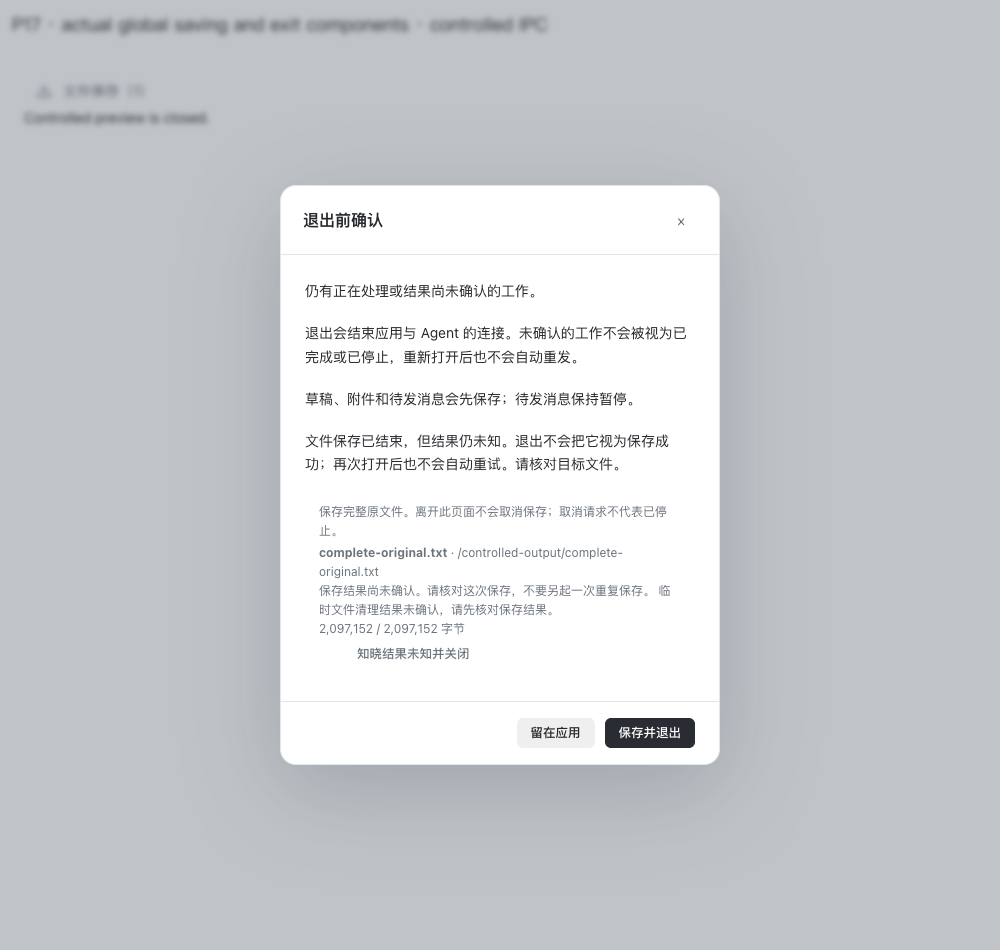 P17 · actual global saving and exit components · controlled IPC
文件保存 (1)
Controlled preview is closed.
退出前确认
×
仍有正在处理或结果尚未确认的工作。
退出会结束应用与 Agent 的连接。未确认的工作不会被视为已
完成或已停止，重新打开后也不会自动重发。
草稿、附件和待发消息会先保存；待发消息保持暂停。
文件保存已结束，但结果仍未知。退出不会把它视为保存成
功；再次打开后也不会自动重试。请核对目标文件。
保存完整原文件。离开此页面不会取消保存；取消请求不代表已停
止。
complete-original.txt · /controlled-output/complete-
original.txt
保存结果尚未确认。请核对这次保存，不要另起一次重复保存。 临
时文件清理结果未确认，请先核对保存结果。
2,097,152 / 2,097,152 字节
知晓结果未知并关闭
留在应用
保存并退出